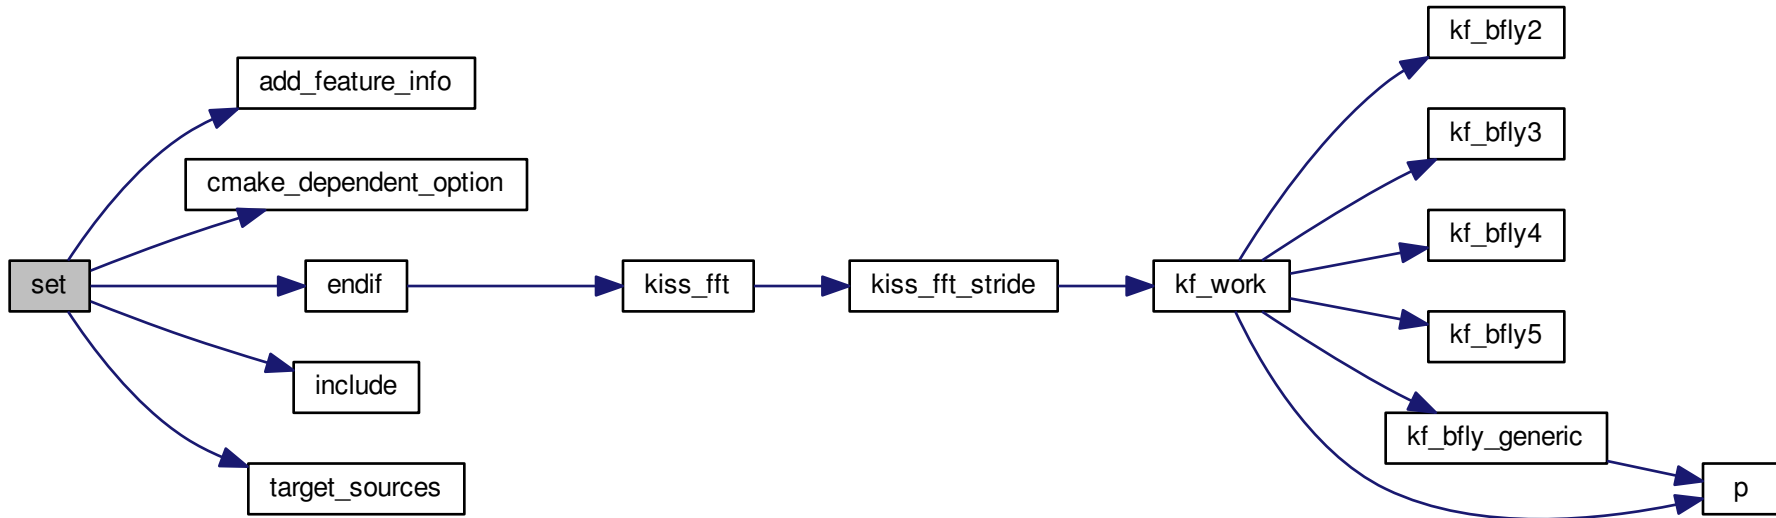 set
add_feature_info
cmake_dependent_option
endif
include
target_sources
kiss_fft
kiss_fft_stride
kf_work
kf_bfly2
kf_bfly3
kf_bfly4
kf_bfly5
kf_bfly_generic
p